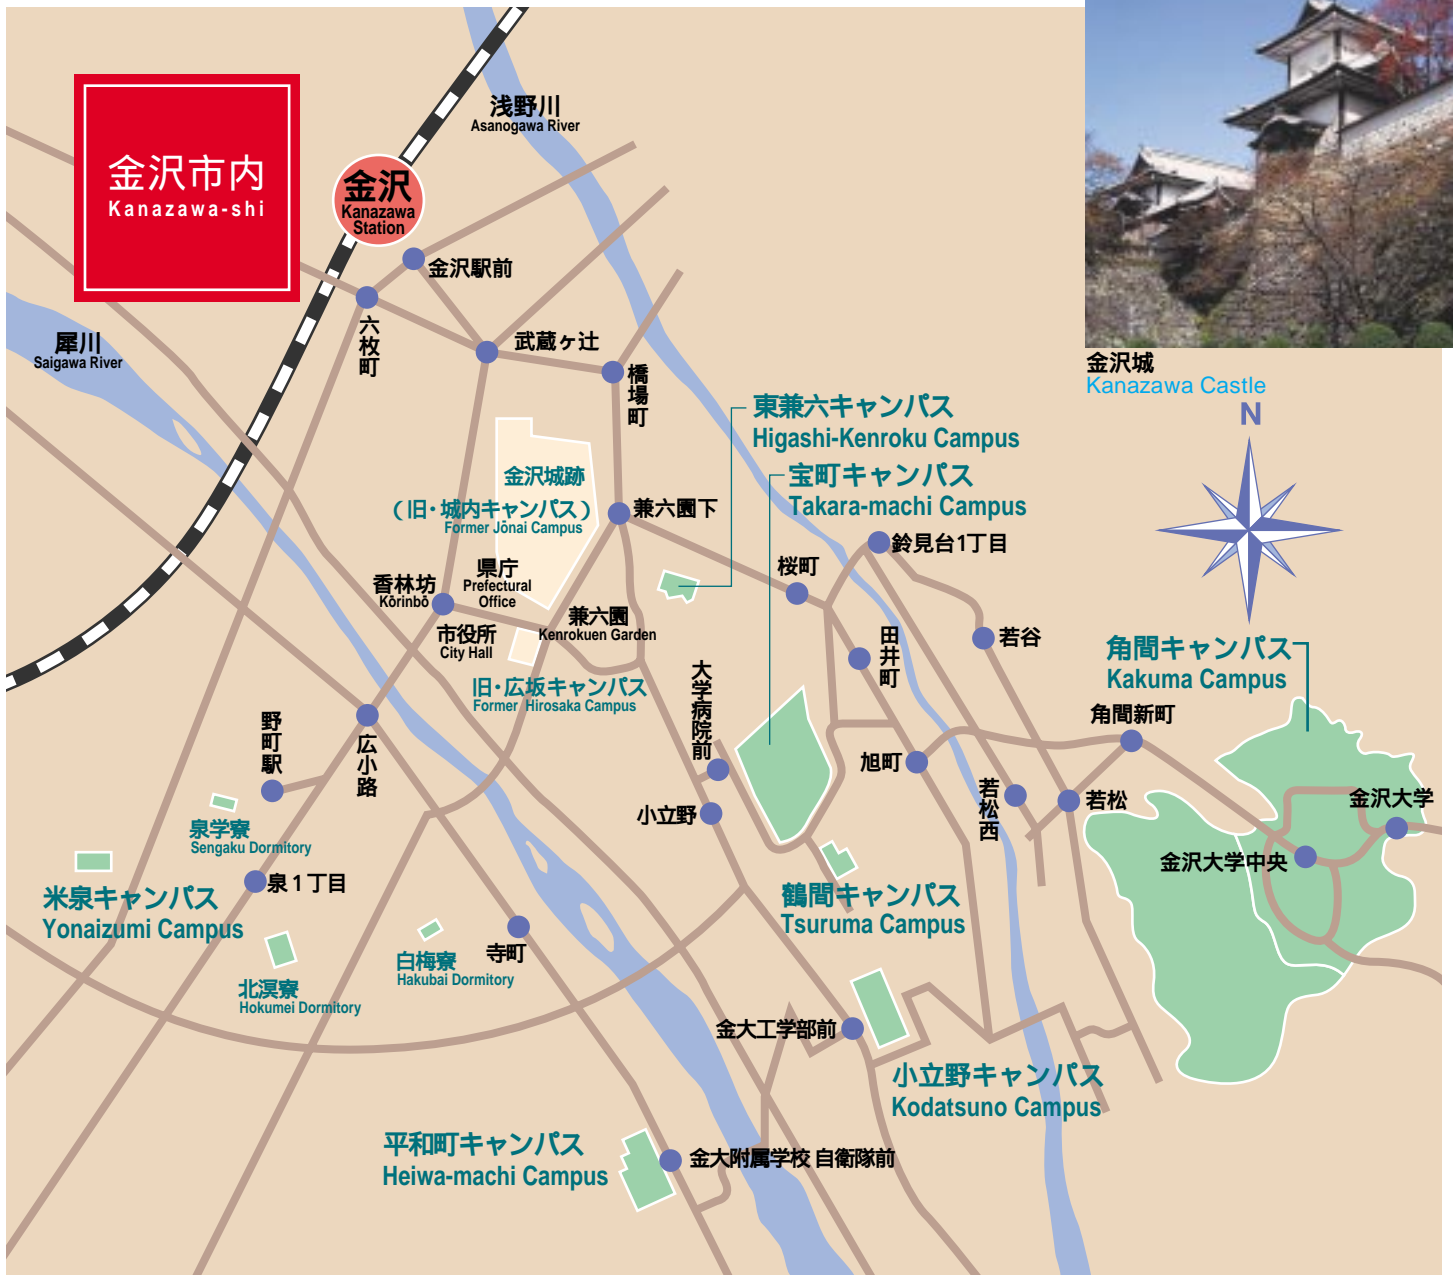 金沢市内
Kanazawa-shi
浅野川
Asanogawa River
金沢
Kanazawa
Station
金沢駅前
六枚町
犀川
Saigawa River
武蔵ヶ辻
橋場町
金沢城
Kanazawa Castle
N
東兼六キャンパス
Higashi-Kenroku Campus
宝町キャンパス
Takara-machi Campus
金沢城跡
（旧・城内キャンパス）
Former Jōnai Campus
兼六園下
鈴見台1丁目
桜町
県庁
Prefectural
Office
香林坊
Kōrinbō
兼六園
Kenrokuen Garden
市役所
City Hall
田井町
若谷
角間キャンパス
Kakuma Campus
旧・広坂キャンパス
Former Hirosaka Campus
大学病院前
野町駅
広小路
角間新町
旭町
若松西
若松
金沢大学
小立野
泉学寮
Sengaku Dormitory
金沢大学中央
泉1丁目
米泉キャンパス
Yonaizumi Campus
鶴間キャンパス
Tsuruma Campus
白梅寮
Hakubai Dormitory
寺町
北溟寮
Hokumei Dormitory
金大工学部前
小立野キャンパス
Kodatsuno Campus
平和町キャンパス
Heiwa-machi Campus
金大附属学校 自衛隊前